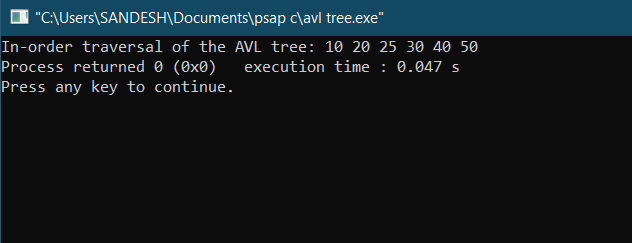 "C:\Users\SANDESH\Documents\psap c\avl tree.exe"
In-order traversal of the AVL tree: 10 20 25 30 40 50
Process returned 0 (0x0)   execution time : 0.047 s
Press any key to continue.